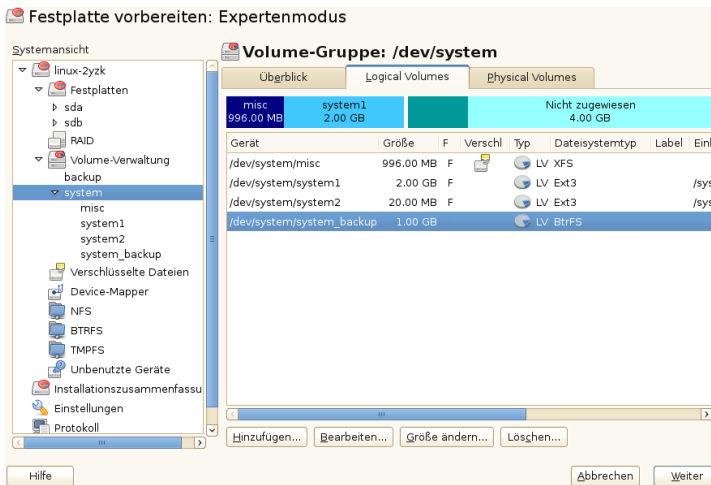 Festplatte vorbereiten: Expertenmodus
Systemansicht
linux-2yzk
Festplatten
sda
sdb
RAID
Volume-Verwaltung
backup
system
misc
system1
system2
system_backup
Verschlüsselte Dateien
Device-Mapper
NFS
BTRFS
TMPFS
Unbenutzte Geräte
Installationszusammenfassu
Einstellungen
Protokoll
Volume-Gruppe: /dev/system
Überblick Logical Volumes Physical Volumes
misc system1 Nicht zugewiesen
996.00 MB 2.00 GB 4.00 GB
Gerät Größe F Verschl Typ Dateisystemtyp Label Einl
/dev/system/misc 996.00 MB F LV XFS
/dev/system/system1 2.00 GB F LV Ext3 /sys
/dev/system/system2 20.00 MB F LV Ext3 /sys
/dev/system/system_backup 1.00 GB LV BtrFS
Hinzufügen... Bearbeiten... Größe ändern... Löschen...
Hilfe Abbrechen Weiter